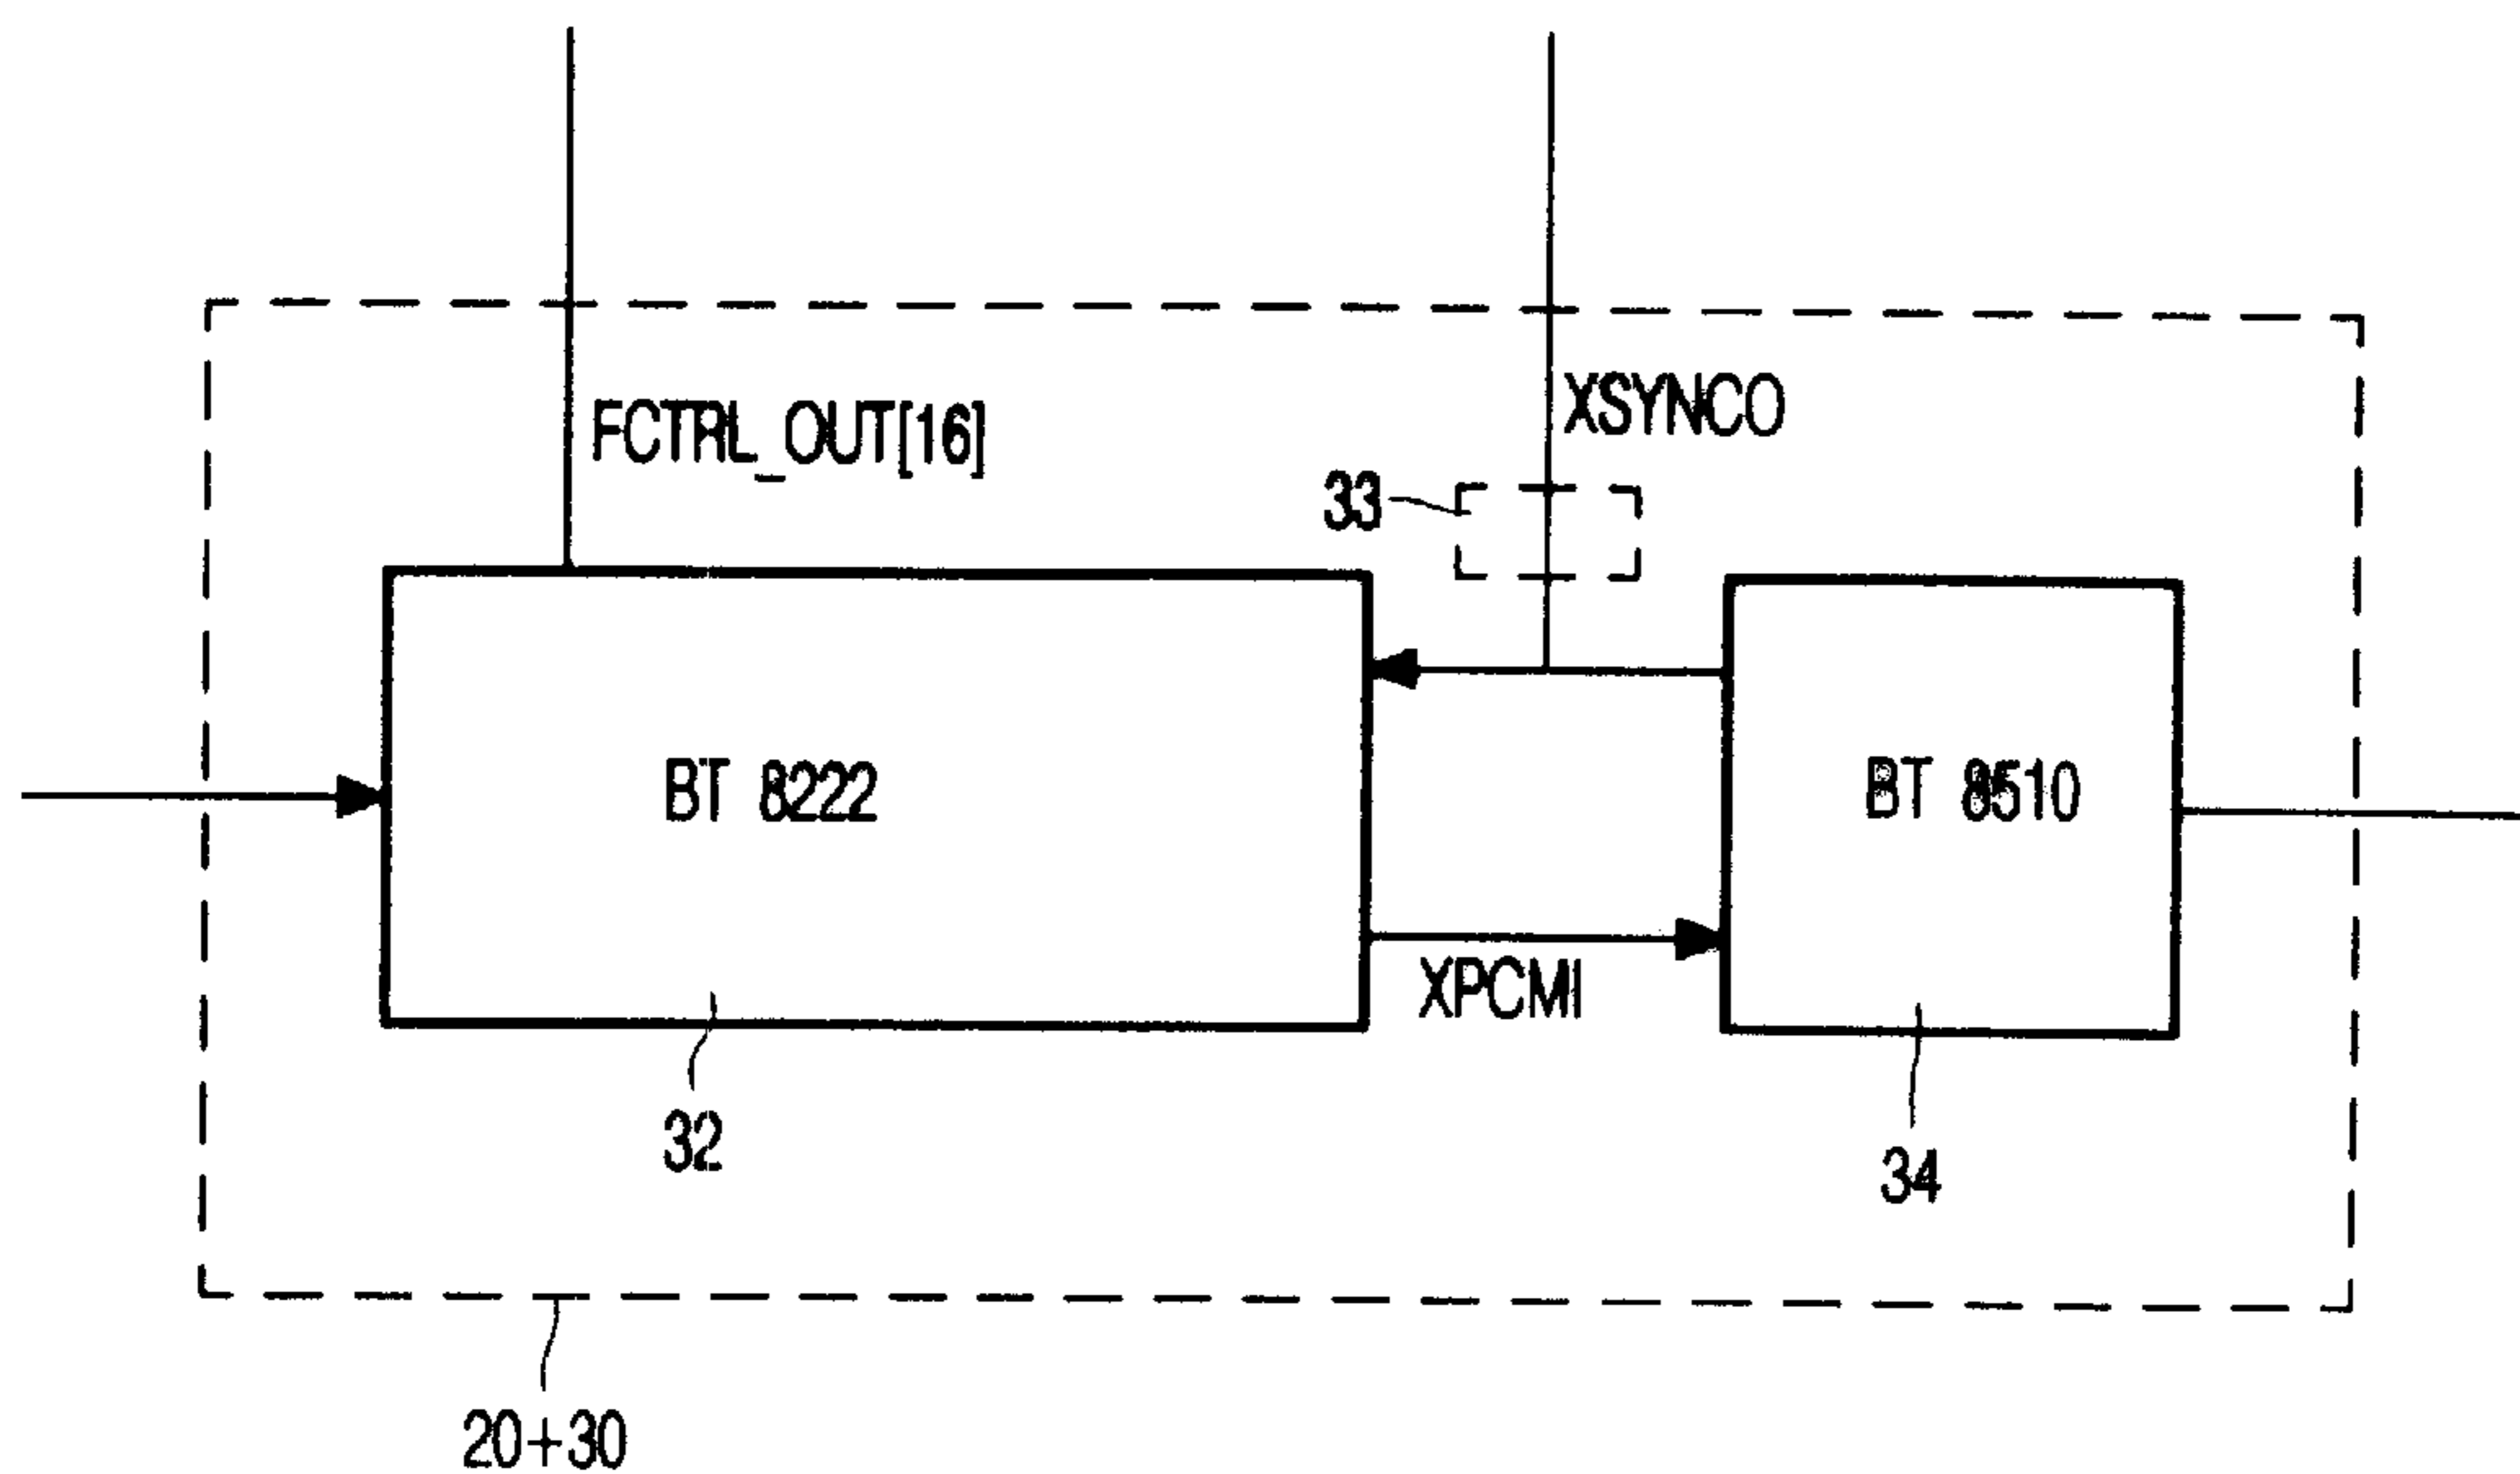 FCTRL_OUT[16]
XSYNCO
33
BT 8222
BT 8510
XPCMI
32
34
20+30